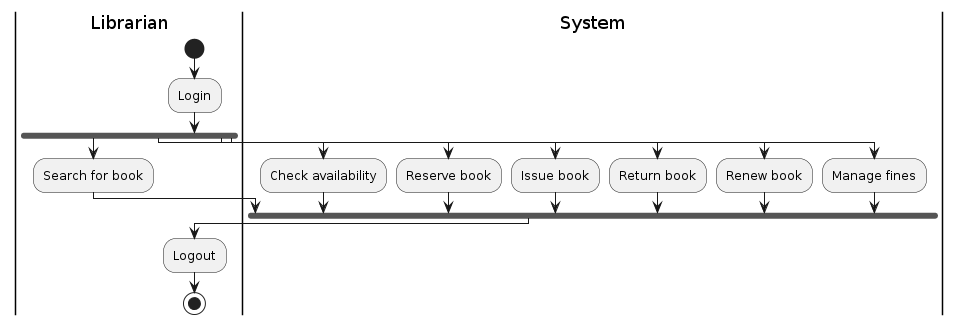 Librarian
System
Login
Search for book
Check availability
Reserve book
Issue book
Return book
Renew book
Manage fines
Logout